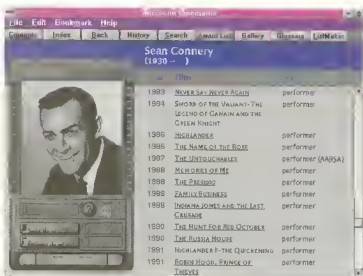 File Edit Bookmark Help
Contents Index Back History Search Award List Gallery Glossary ListMaker
Sean Connery
(1930 – )
Film
1983 NEVER SAY NEVER AGAIN performer
1984 SWORD OF THE VALIANT-THE performer
LEGEND OF GAWAIN AND THE
GREEN KNIGHT
1986 HIGHLANDER performer
1986 THE NAME OF THE ROSE performer
1987 THE UNTOUCHABLES performer (AABSA)
1988 MEMORIES OF ME performer
1988 THE PRESIDIO performer
1988 FAMILY BUSINESS performer
1989 INDIANA JONES AND THE LAST performer
CRUSADE
1990 THE HUNT FOR RED OCTOBER performer
1990 THE RUSSIA HOUSE performer
1991 HIGHLANDER II-THE QUICKENING performer
1991 ROBIN HOOD, PRINCE OF performer
THIEVES